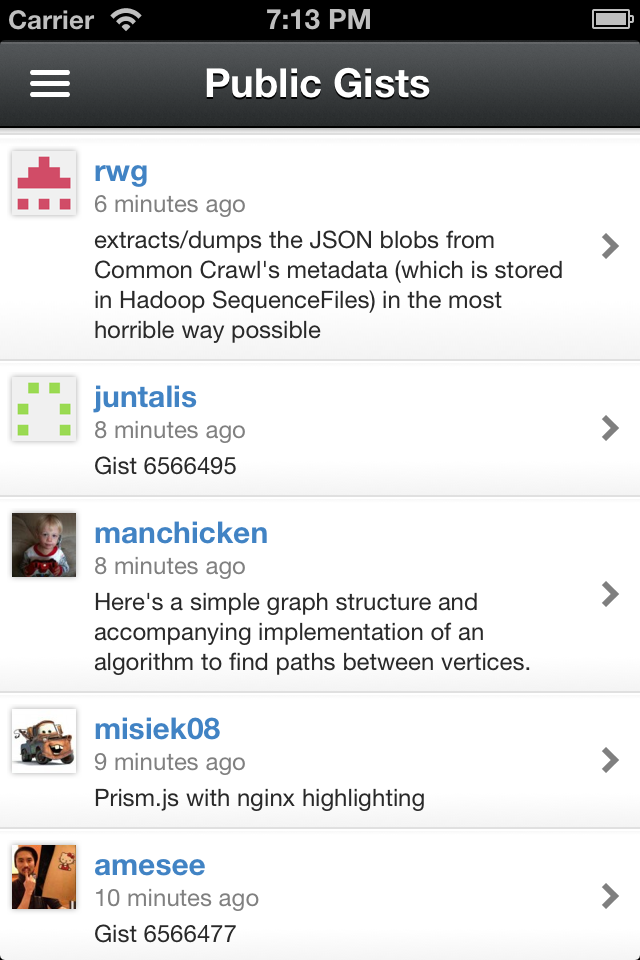 Carrier 7:13 PM
Public Gists
rwg
6 minutes ago
extracts/dumps the JSON blobs from
Common Crawl's metadata (which is stored
in Hadoop SequenceFiles) in the most
horrible way possible
juntalis
8 minutes ago
Gist 6566495
manchicken
8 minutes ago
Here's a simple graph structure and
accompanying implementation of an
algorithm to find paths between vertices.
misiek08
9 minutes ago
Prism.js with nginx highlighting
amesee
10 minutes ago
Gist 6566477